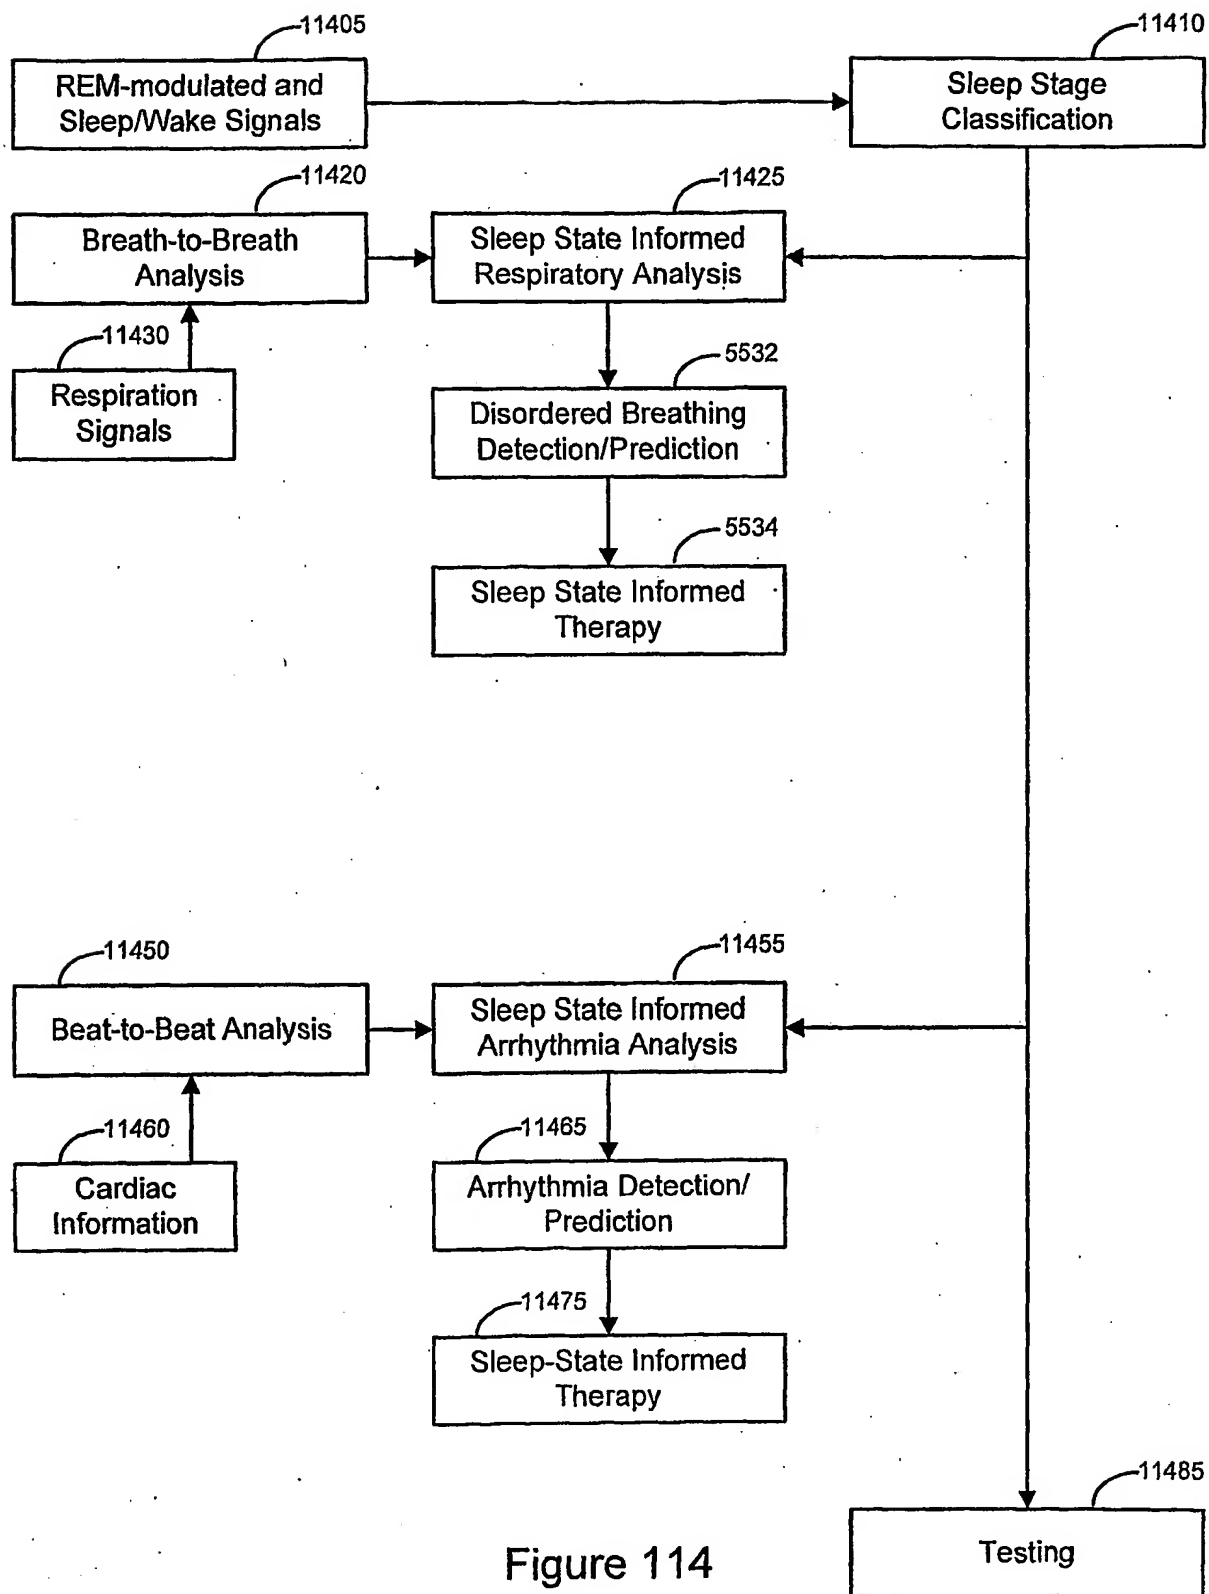 11405
REM-modulated and
Sleep/Wake Signals
11410
Sleep Stage
Classification
11420
Breath-to-Breath
Analysis
11425
Sleep State Informed
Respiratory Analysis
11430
Respiration
Signals
5532
Disordered Breathing
Detection/Prediction
5534
Sleep State Informed
Therapy
11450
Beat-to-Beat Analysis
11455
Sleep State Informed
Arrhythmia Analysis
11460
Cardiac
Information
11465
Arrhythmia Detection/
Prediction
11475
Sleep-State Informed
Therapy
11485
Testing
Figure 114